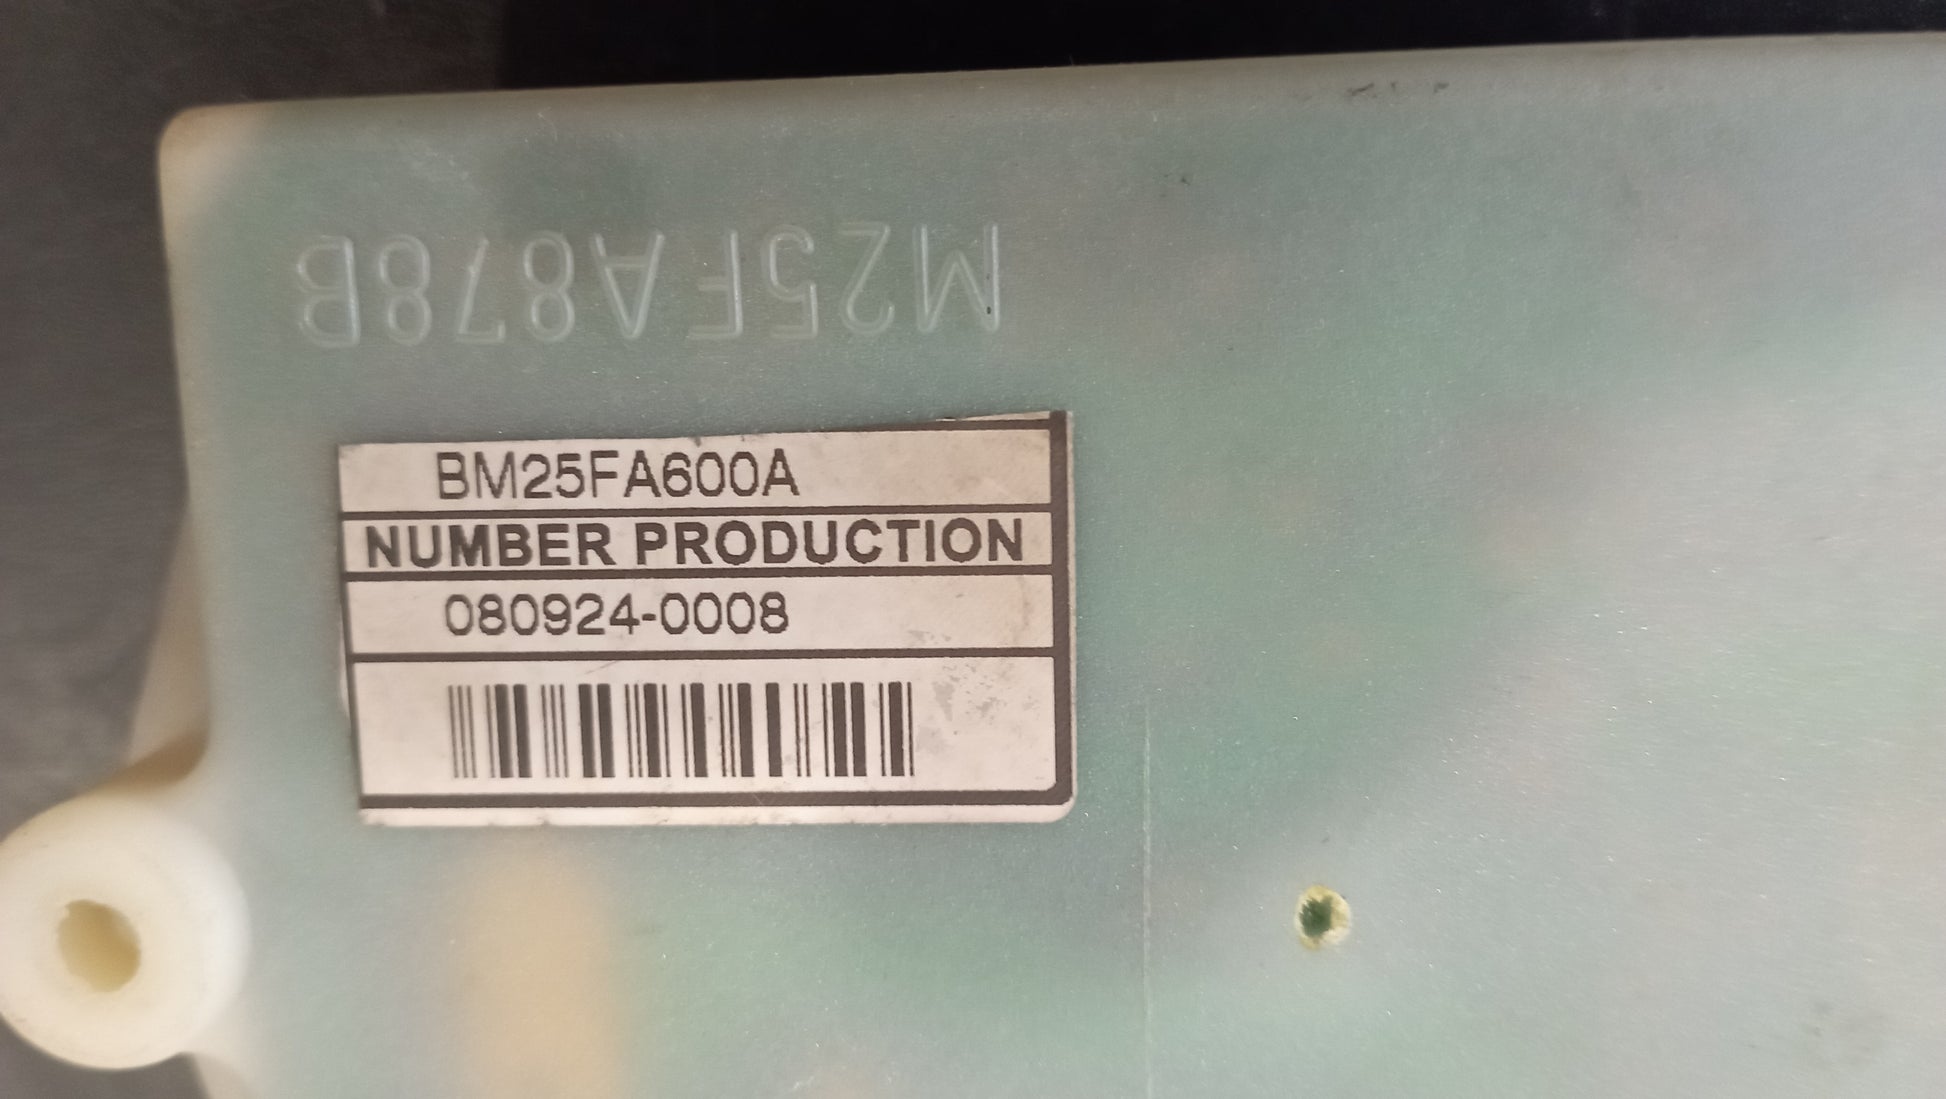 M25FA878B
BM25FA600A
NUMBER PRODUCTION
080924-0008